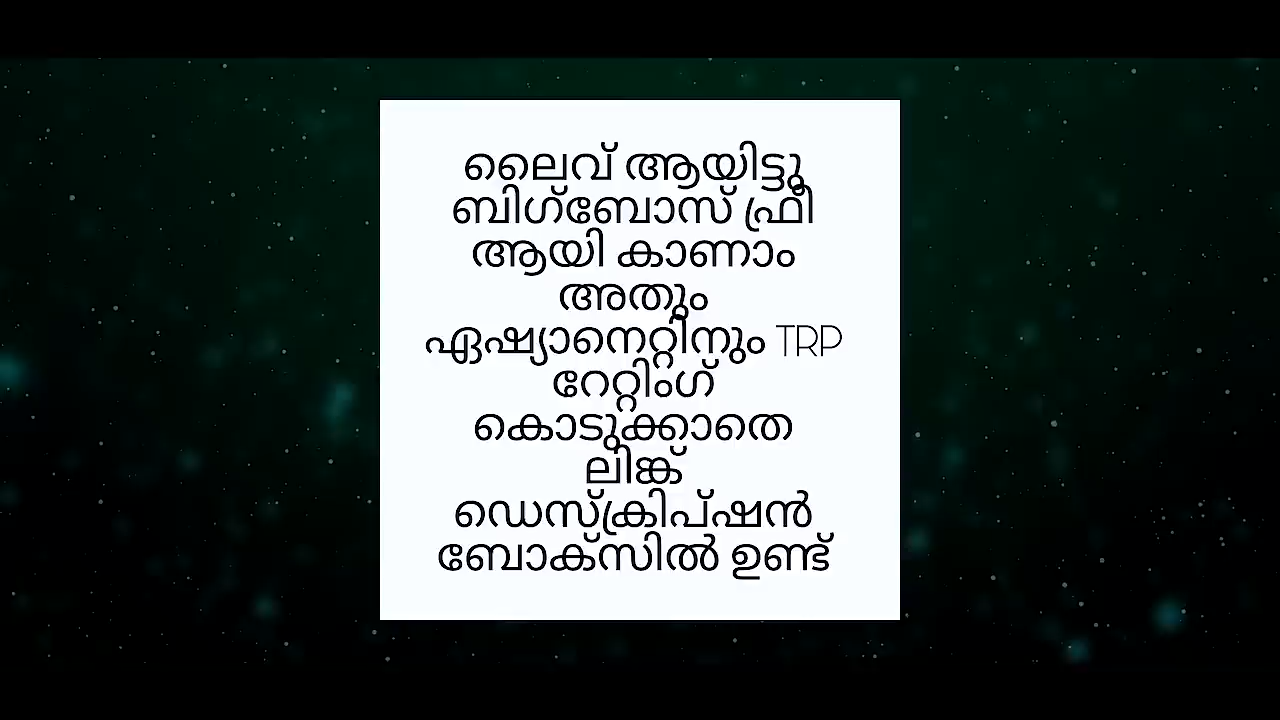 ലൈവ് ആയിട്ടു
ബിഗ്ബോസ് ഫ്രീ
ആയി കാണാം
അതും
ഏഷ്യാനെറ്റിനും TRP
റേറ്റിംഗ്
കൊടുക്കാതെ
ലിങ്ക്
ഡെസ്ക്രിപ്ഷൻ
ബോക്സിൽ ഉണ്ട്